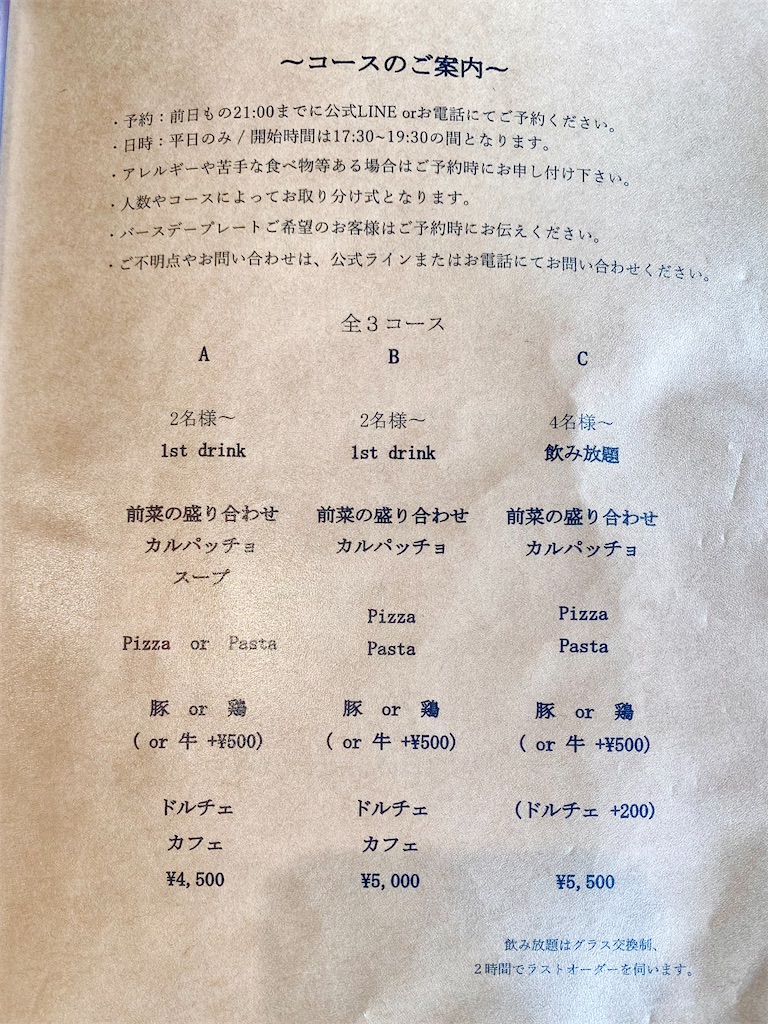 ～コースのご案内～
・予約：前日もの21:00までに公式LINE orお電話にてご予約ください。
・日時：平日のみ / 開始時間は17:30~19:30の間となります。
・アレルギーや苦手な食べ物等ある場合はご予約時にお申し付け下さい。
・人数やコースによってお取り分け式となります。
・バースデープレートご希望のお客様はご予約時にお伝えください。
・ご不明点やお問い合わせは、公式ラインまたはお電話にてお問い合わせください。
全３コース
A
2名様～
1st drink
前菜の盛り合わせ
カルパッチョ
スープ
Pizza or Pasta
豚 or 鶏
( or 牛 +¥500)
ドルチェ
カフェ
¥4,500
B
2名様～
1st drink
前菜の盛り合わせ
カルパッチョ
Pizza
Pasta
豚 or 鶏
( or 牛 +¥500)
ドルチェ
カフェ
¥5,000
C
4名様～
飲み放題
前菜の盛り合わせ
カルパッチョ
Pizza
Pasta
豚 or 鶏
( or 牛 +¥500)
(ドルチェ +200)
¥5,500
飲み放題はグラス交換制、
２時間でラストオーダーを伺います。